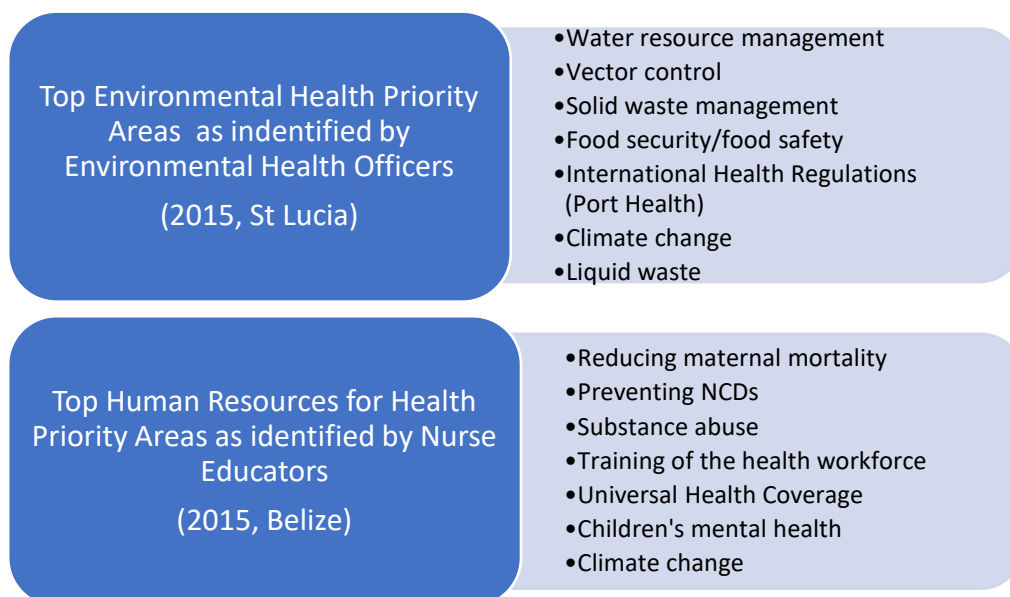 Top Environmental Health Priority
Areas as indentified by
Environmental Health Officers
(2015, St Lucia)
•Water resource management
•Vector control
•Solid waste management
•Food security/food safety
•International Health Regulations
(Port Health)
•Climate change
•Liquid waste
Top Human Resources for Health
Priority Areas as identified by Nurse
Educators
(2015, Belize)
•Reducing maternal mortality
•Preventing NCDs
•Substance abuse
•Training of the health workforce
•Universal Health Coverage
•Children's mental health
•Climate change